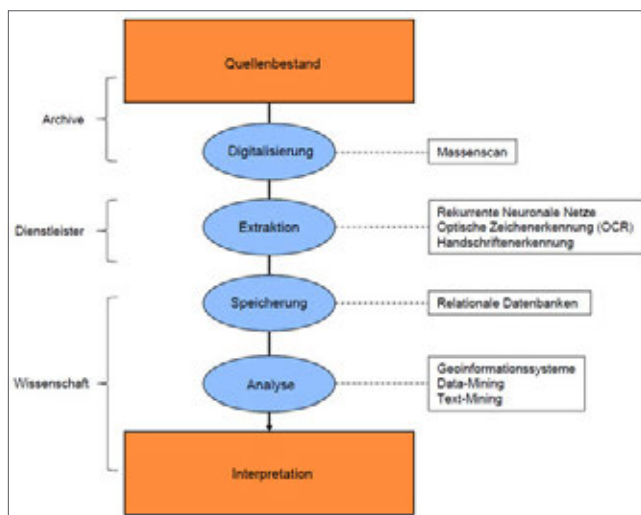 Quellenbestand
Archive
Digitalisierung
Massenscan
Dienstleister
Extraktion
Rekurrente Neuronale Netze
Optische Zeichenerkennung (OCR)
Handschriftenerkennung
Speicherung
Relationale Datenbanken
Wissenschaft
Analyse
Geoinformationssysteme
Data-Mining
Text-Mining
Interpretation